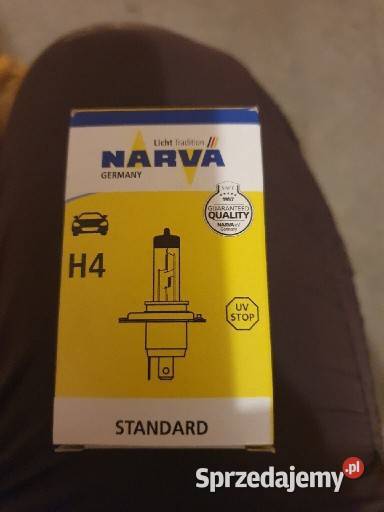 Licht Tradition
NARVA
GERMANY
GUARANTEED
QUALITY
H4
UV
STOP
STANDARD
Sprzedajemy.pl